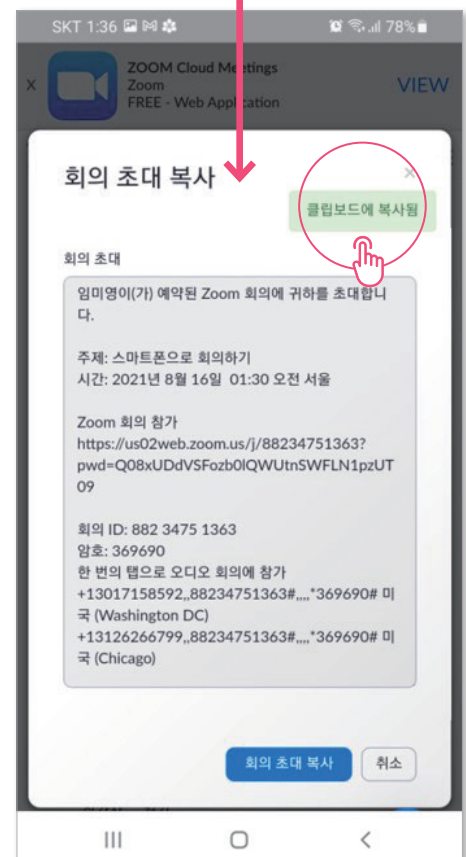 SKT 1:36 78%
ZOOM Cloud Meetings
Zoom
FREE - Web Application
X
VIEW
회의 초대 복사
×
클립보드에 복사됨
회의 초대
임미영이(가) 예약된 Zoom 회의에 귀하를 초대합니
다.
주제: 스마트폰으로 회의하기
시간: 2021년 8월 16일 01:30 오전 서울
Zoom 회의 참가
https://us02web.zoom.us/j/88234751363?
pwd=Q08xUDdVSFozb0lQWUtnSWFLN1pzUT
09
회의 ID: 882 3475 1363
암호: 369690
한 번의 탭으로 오디오 회의에 참가
+13017158592,,88234751363#,,,,*369690# 미
국 (Washington DC)
+13126266799,,88234751363#,,,,*369690# 미
국 (Chicago)
회의 초대 복사
취소